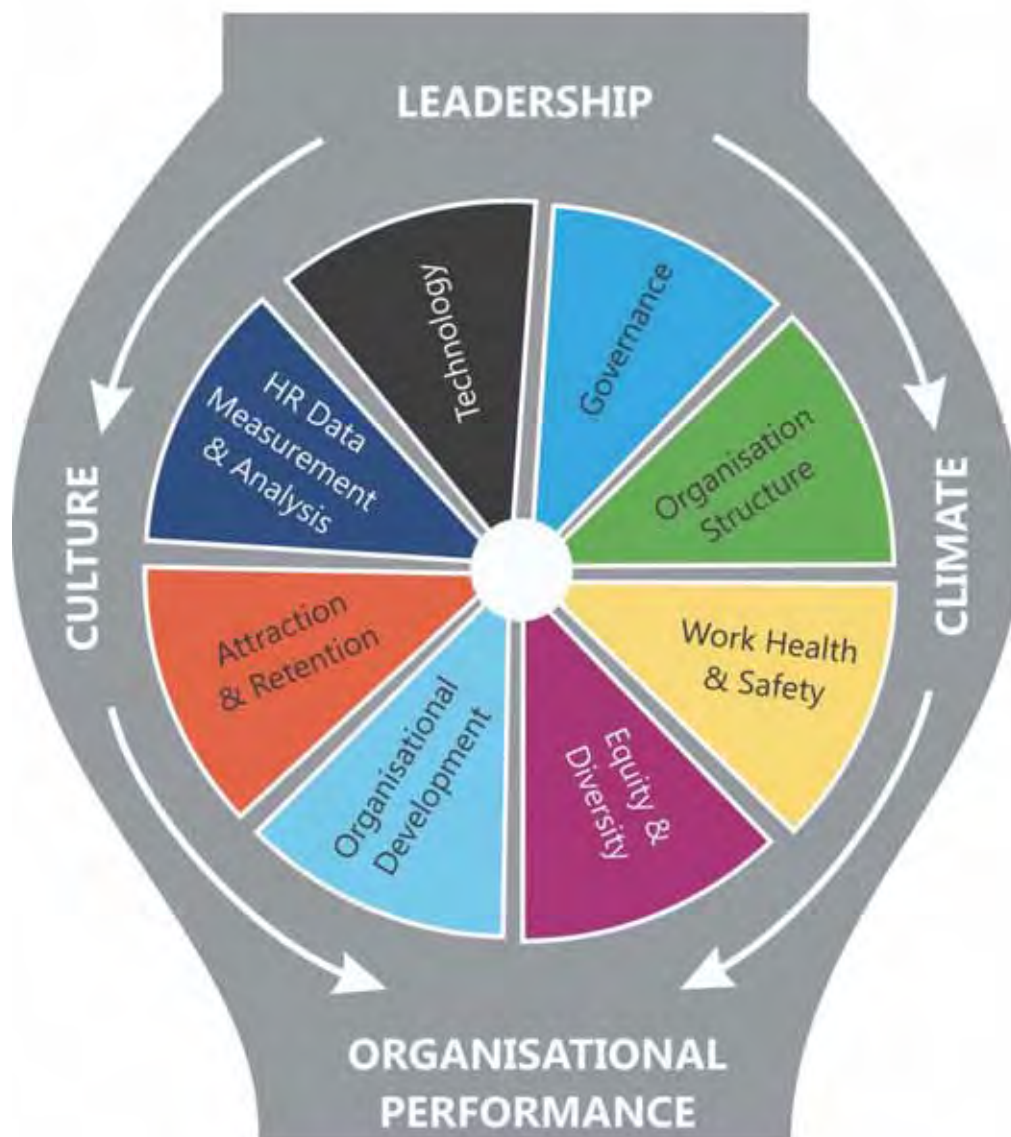 LEADERSHIP
Technology
Governance
HR Data
Measurement
& Analysis
Organisation
Structure
CULTURE
CLIMATE
Attraction
& Retention
Work Health
& Safety
Organisational
Development
Equity &
Diversity
ORGANISATIONAL
PERFORMANCE